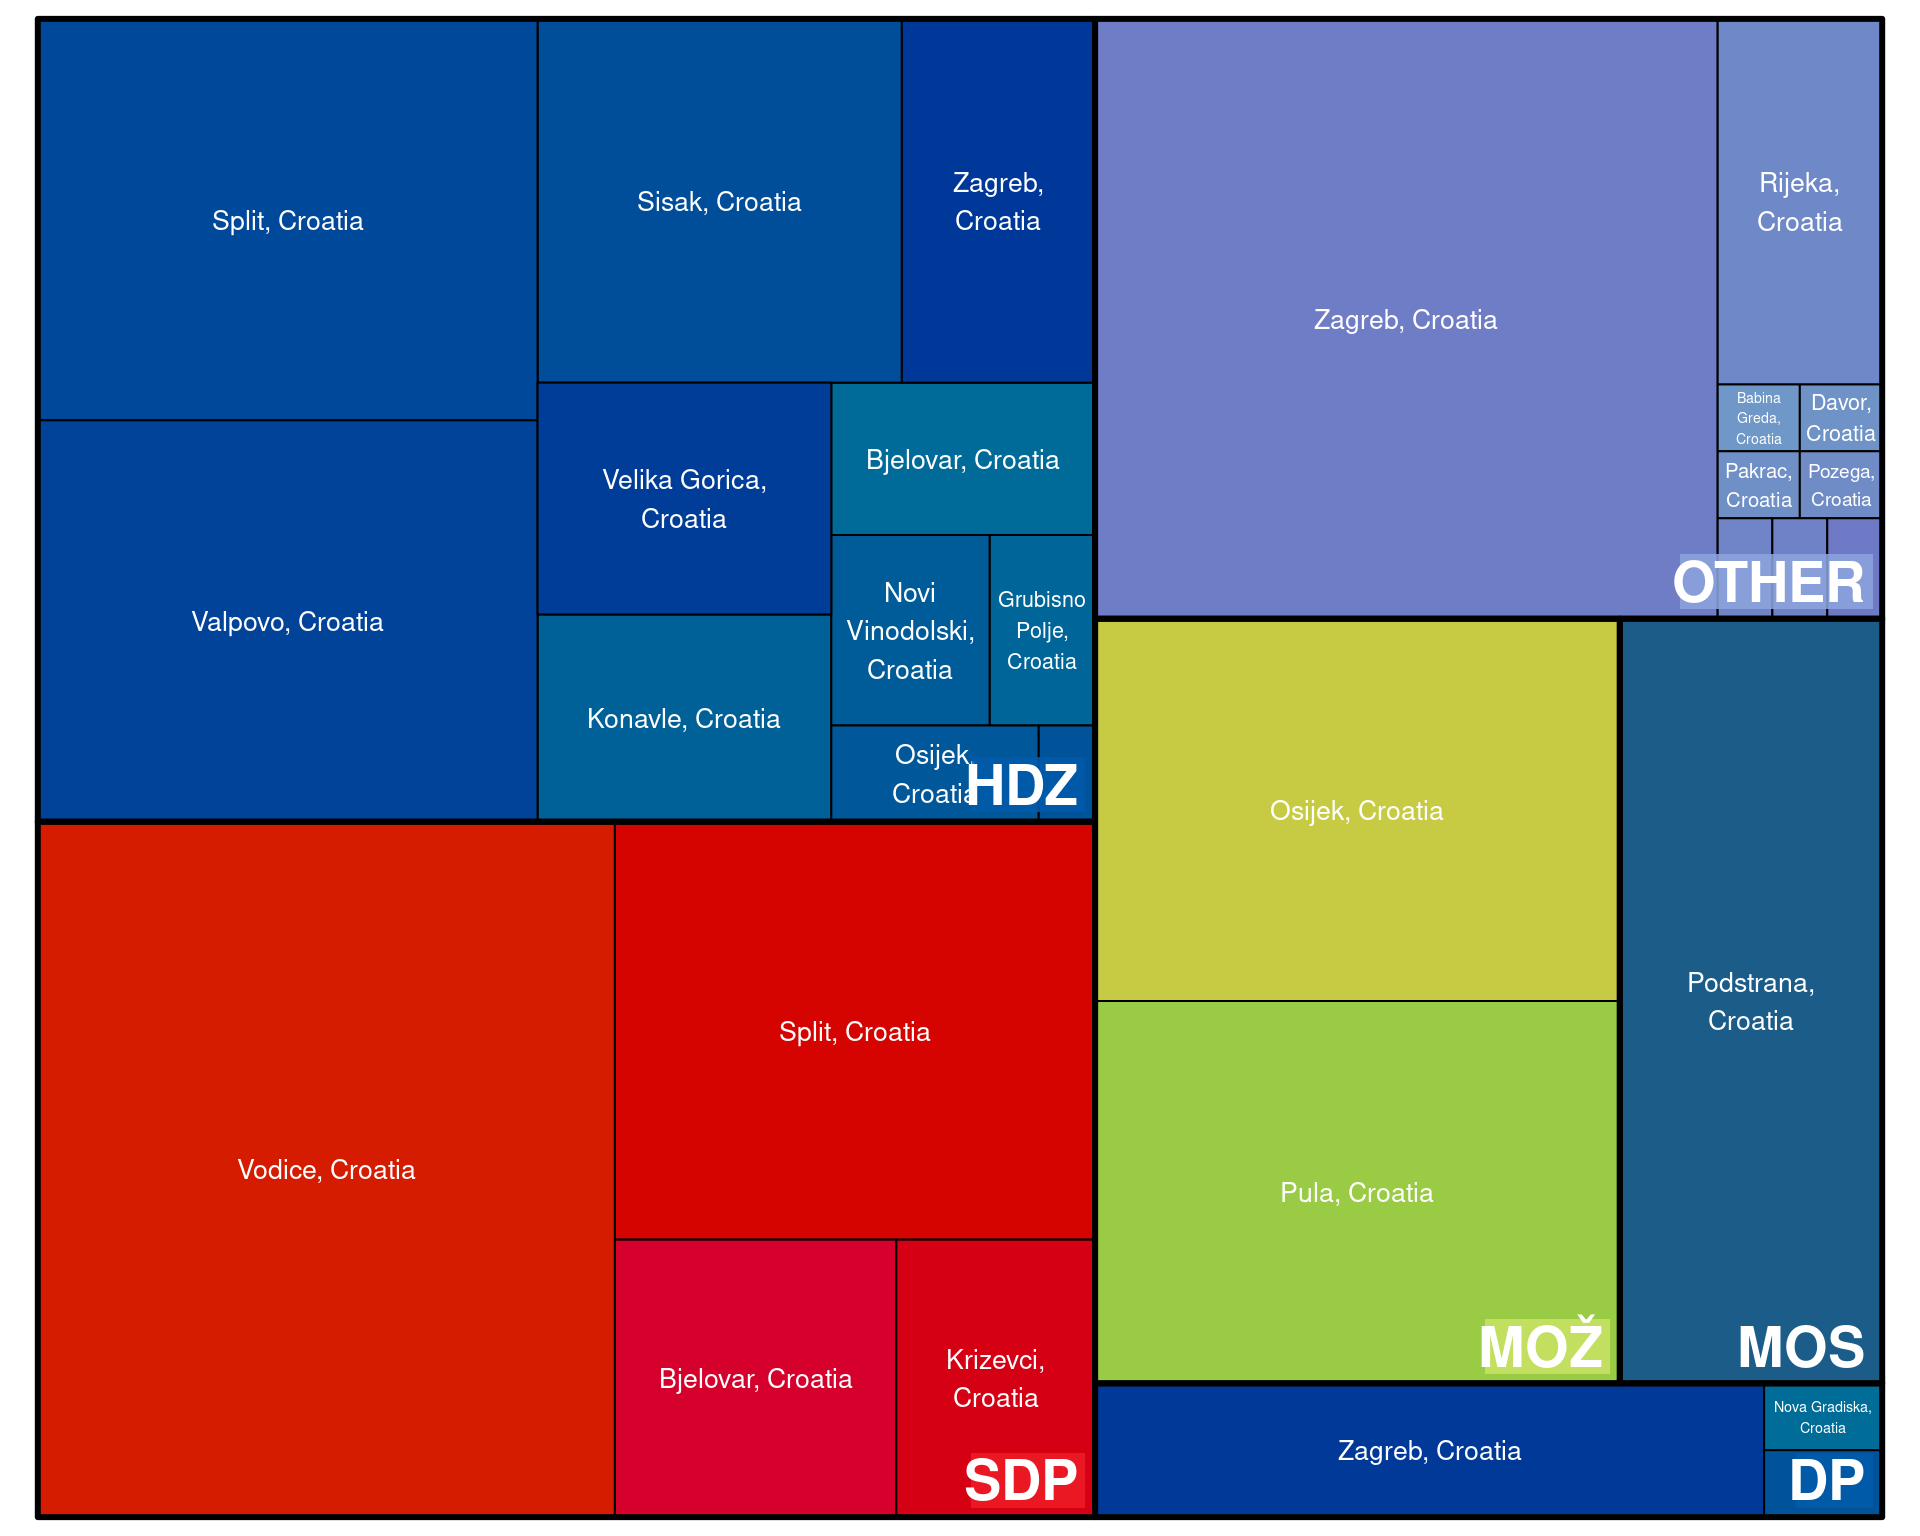 Split, Croatia
Sisak, Croatia
Zagreb,
Croatia
Valpovo, Croatia
Velika Gorica,
Croatia
Bjelovar, Croatia
Novi
Vinodolski,
Croatia
Grubisno
Polje,
Croatia
Konavle, Croatia
Osijek,
Croatia
HDZ
Zagreb, Croatia
Rijeka,
Croatia
Babina
Greda,
Croatia
Davor,
Croatia
Pakrac,
Croatia
Pozega,
Croatia
OTHER
Vodice, Croatia
Split, Croatia
Bjelovar, Croatia
Krizevci,
Croatia
SDP
Osijek, Croatia
Pula, Croatia
MOŽ
Podstrana,
Croatia
MOS
Zagreb, Croatia
Nova Gradiska,
Croatia
DP